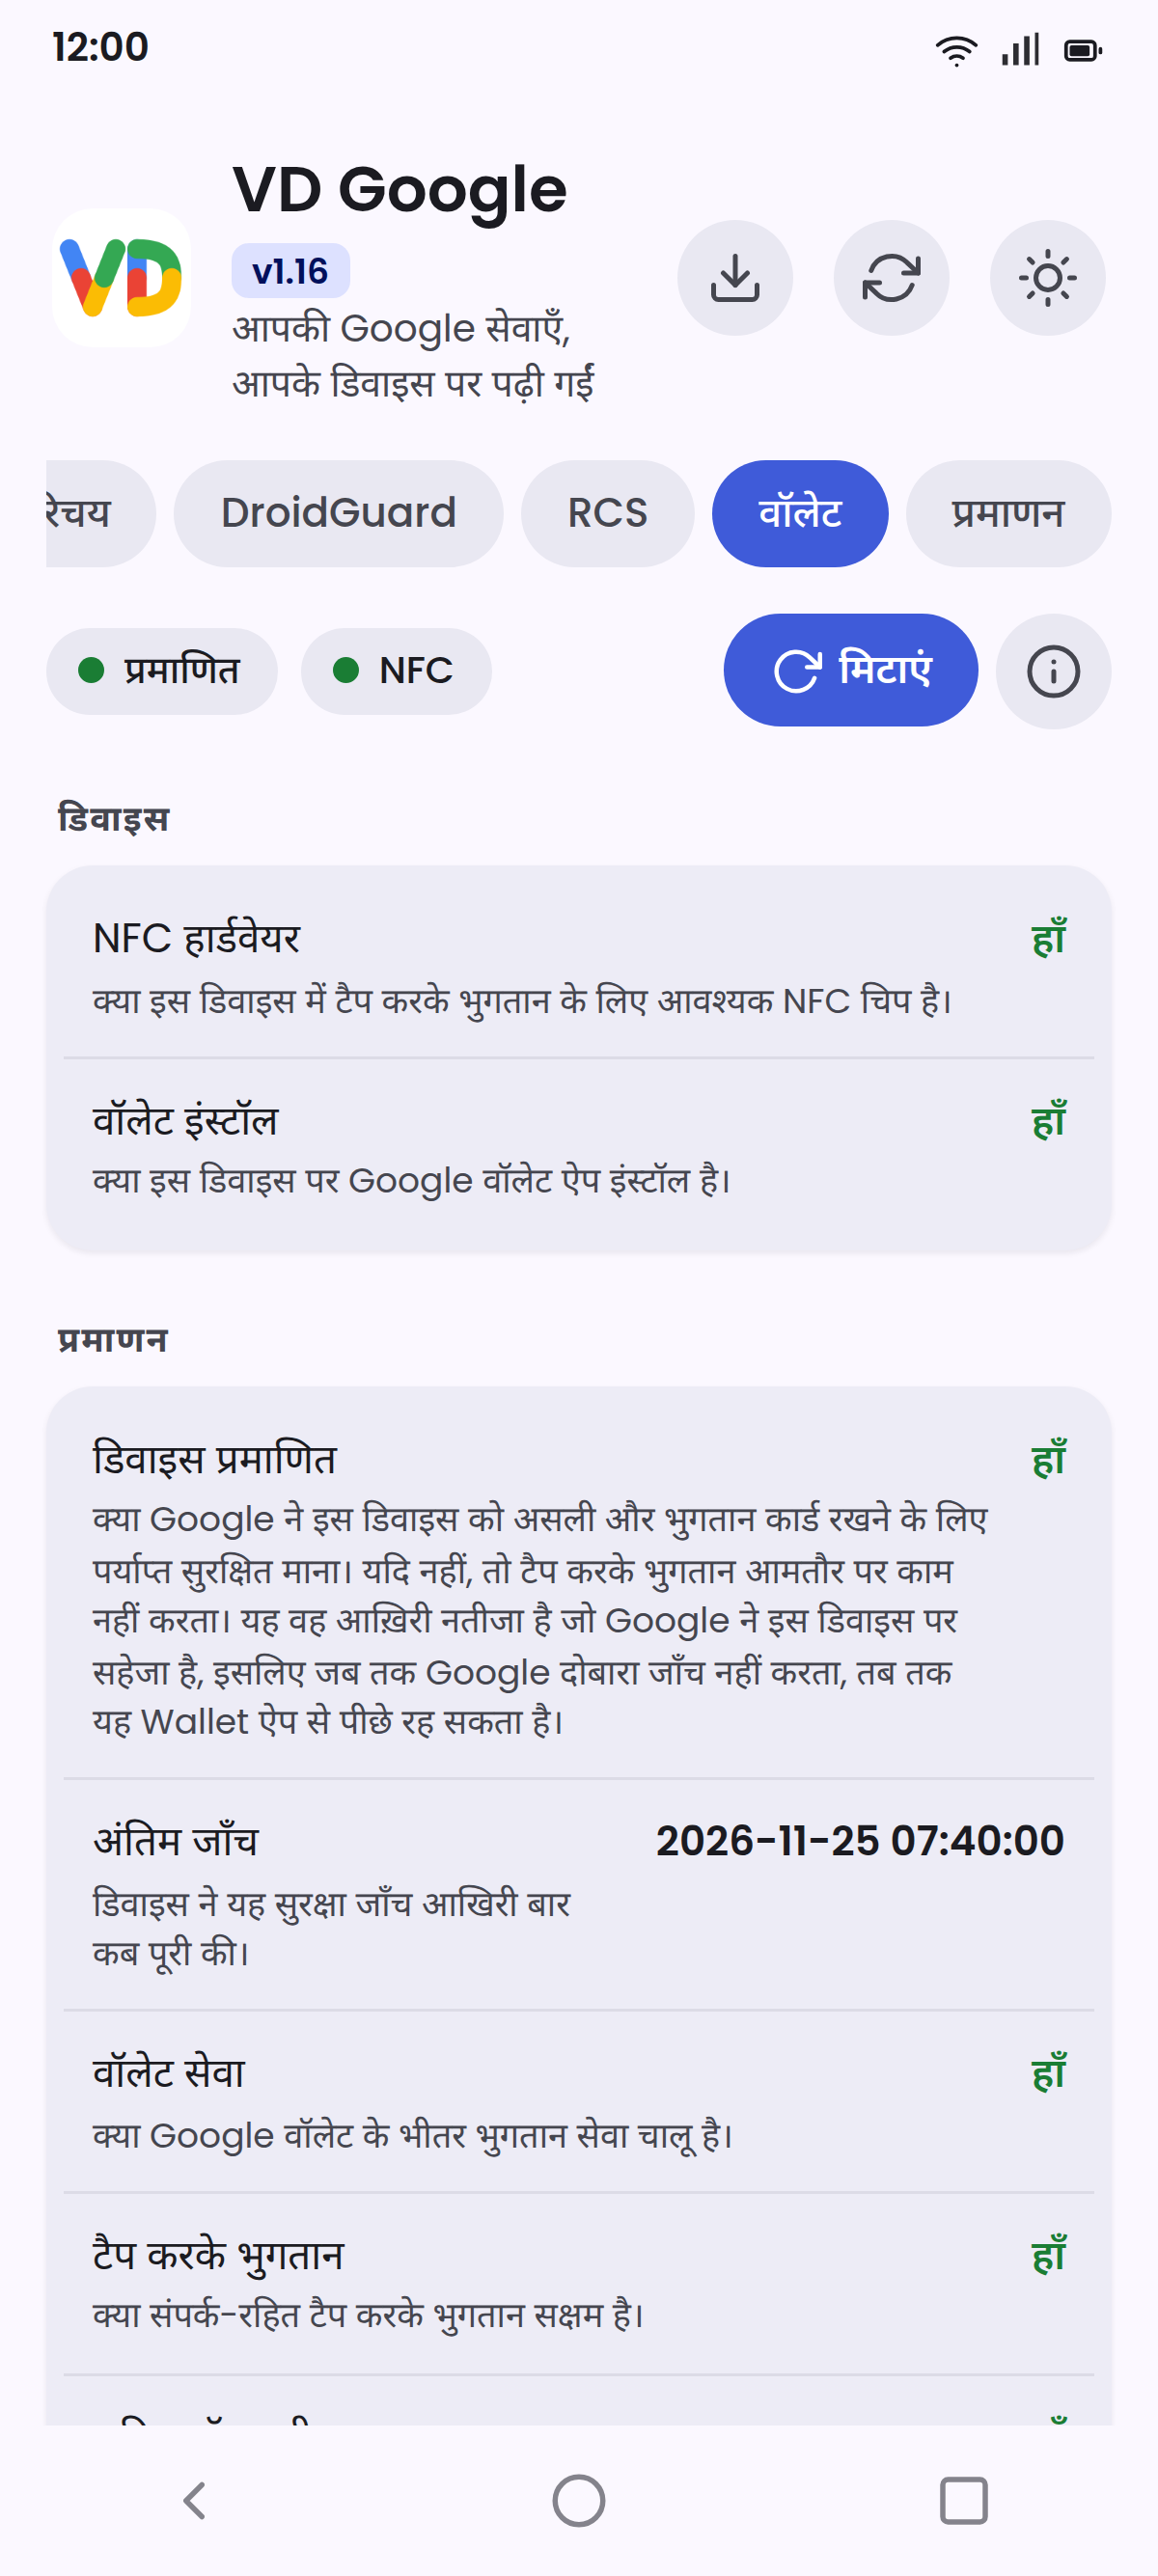 12:00
VD
VD Google
v1.16
आपकी Google सेवाएँ,
आपके डिवाइस पर पढ़ी गईं
DroidGuard
RCS
वॉलेट
प्रमाणन
प्रमाणित
NFC
मिटाएं
डिवाइस
NFC हार्डवेयर
हाँ
क्या इस डिवाइस में टैप करके भुगतान के लिए आवश्यक NFC चिप है।
वॉलेट इंस्टॉल
हाँ
क्या इस डिवाइस पर Google वॉलेट ऐप इंस्टॉल है।
प्रमाणन
डिवाइस प्रमाणित
हाँ
क्या Google ने इस डिवाइस को असली और भुगतान कार्ड रखने के लिए
पर्याप्त सुरक्षित माना। यदि नहीं, तो टैप करके भुगतान आमतौर पर काम
नहीं करता। यह वह आख़िरी नतीजा है जो Google ने इस डिवाइस पर
सहेजा है, इसलिए जब तक Google दोबारा जाँच नहीं करता, तब तक
यह Wallet ऐप से पीछे रह सकता है।
अंतिम जाँच
2026-11-25 07:40:00
डिवाइस ने यह सुरक्षा जाँच आखिरी बार
कब पूरी की।
वॉलेट सेवा
हाँ
क्या Google वॉलेट के भीतर भुगतान सेवा चालू है।
टैप करके भुगतान
हाँ
क्या संपर्क-रहित टैप करके भुगतान सक्षम है।